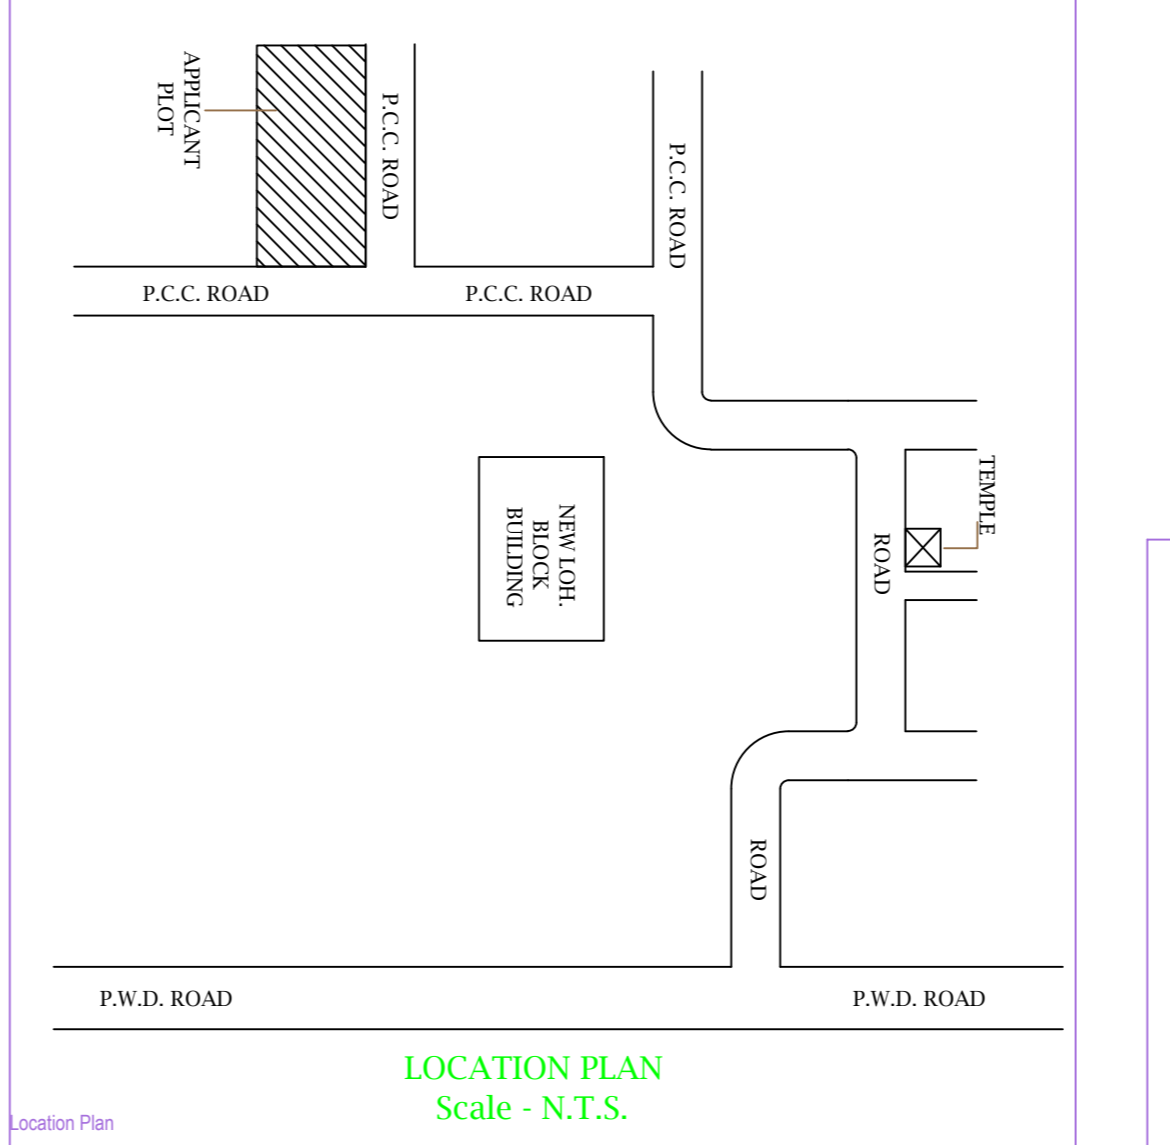 APPLICANT
PLOT
P.C.C. ROAD
P.C.C. ROAD
P.C.C. ROAD
P.C.C. ROAD
TEMPLE
NEW LOH.
BLOCK
BUILDING
ROAD
ROAD
P.W.D. ROAD
P.W.D. ROAD
LOCATION PLAN
Scale - N.T.S.
Location Plan